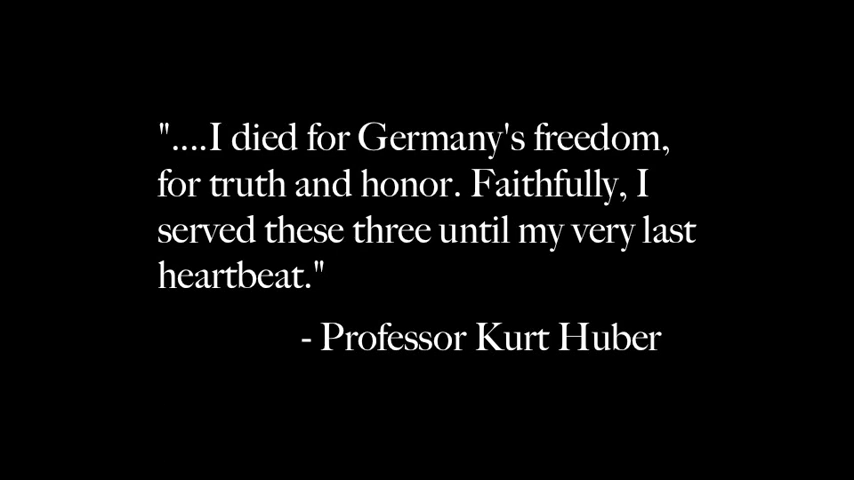 "....I died for Germany's freedom,
for truth and honor. Faithfully, I
served these three until my very last
heartbeat."
- Professor Kurt Huber